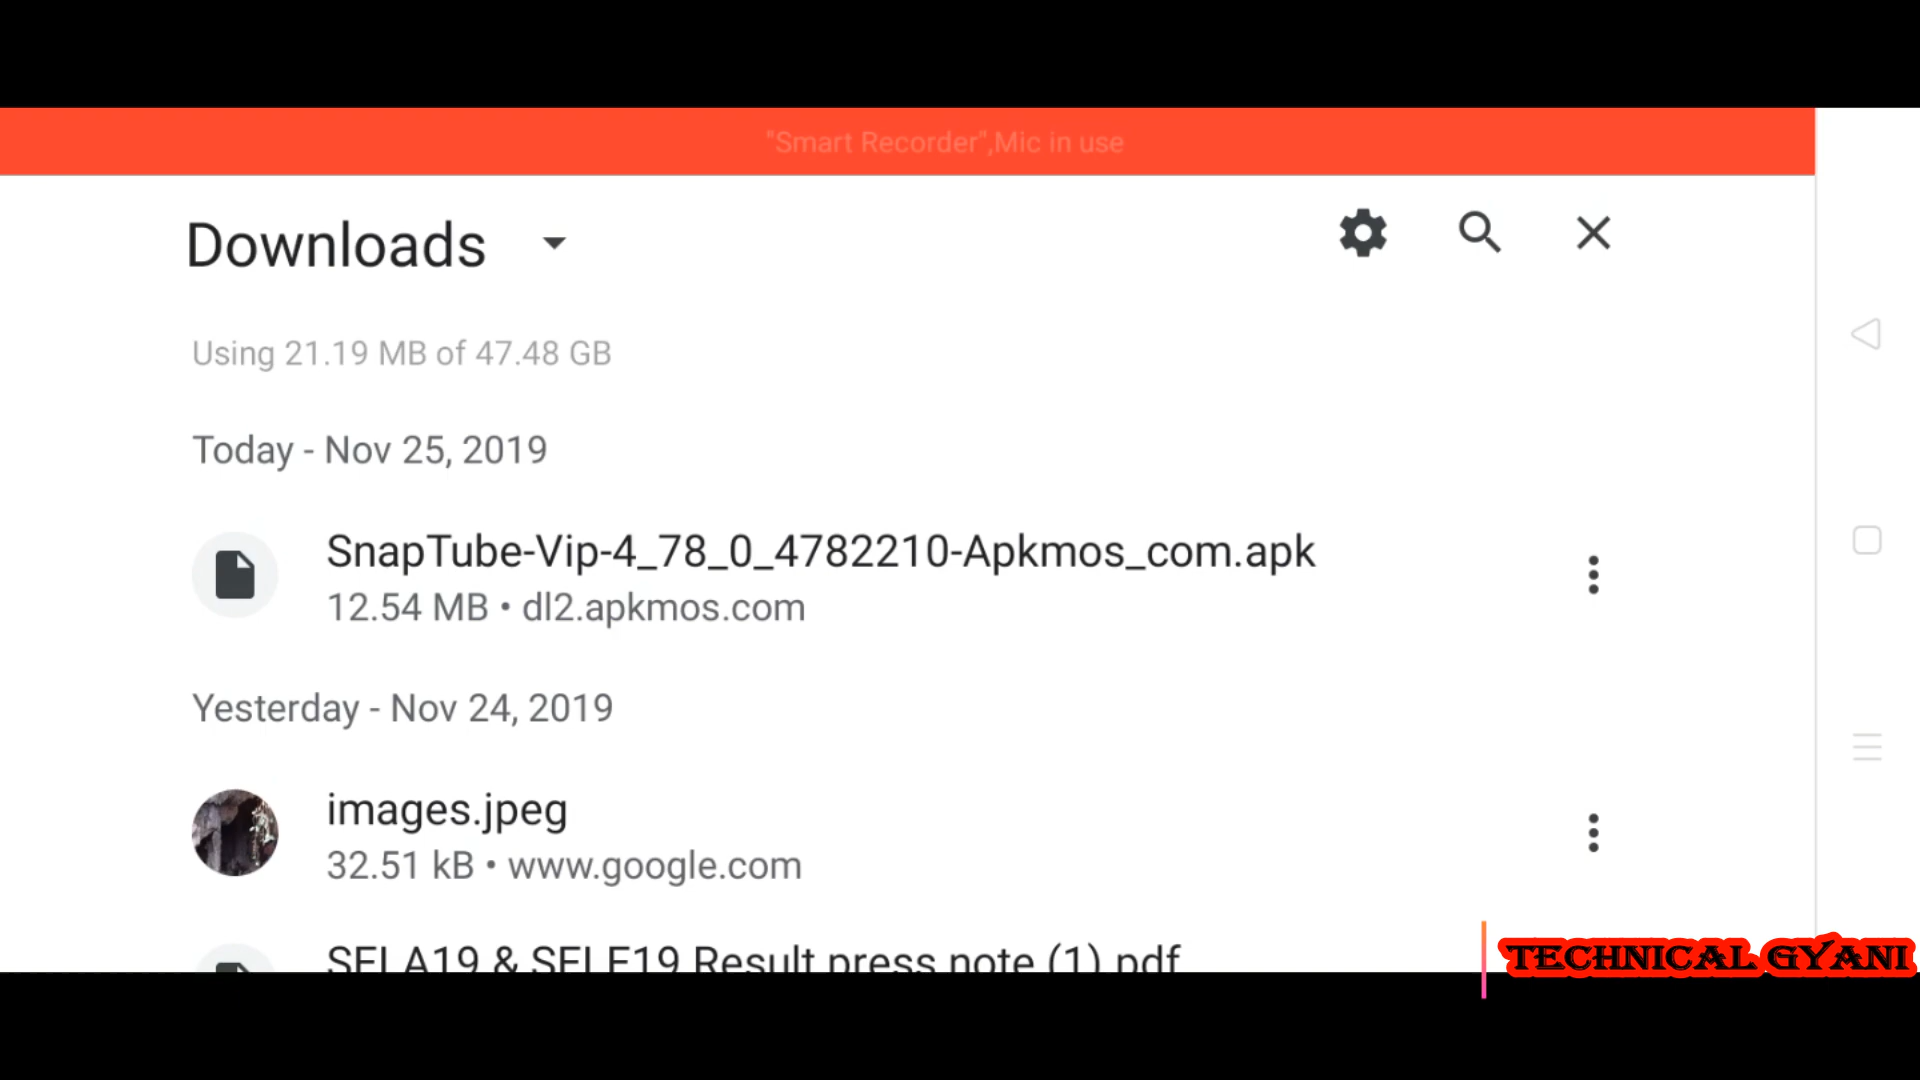 "Smart Recorder",Mic in use
Downloads
Using 21.19 MB of 47.48 GB
Today - Nov 25, 2019
SnapTube-Vip-4_78_0_4782210-Apkmos_com.apk
12.54 MB • dl2.apkmos.com
Yesterday - Nov 24, 2019
images.jpeg
32.51 kB • www.google.com
SELA19 & SELF19 Result press note (1).pdf
TECHNICAL GYANI